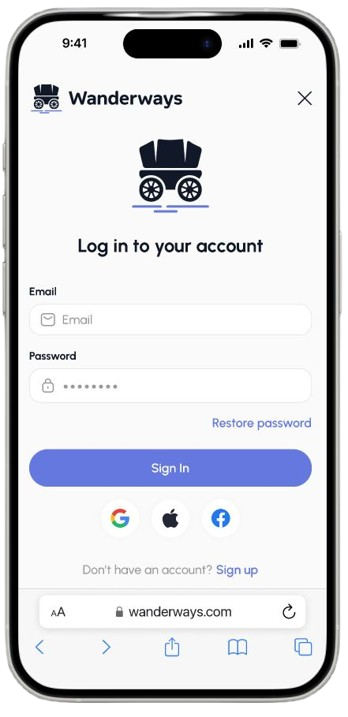 9:41
Wanderways
Log in to your account
Email
Email
Password
Restore password
Sign In
Don't have an account? Sign up
AA wanderways.com